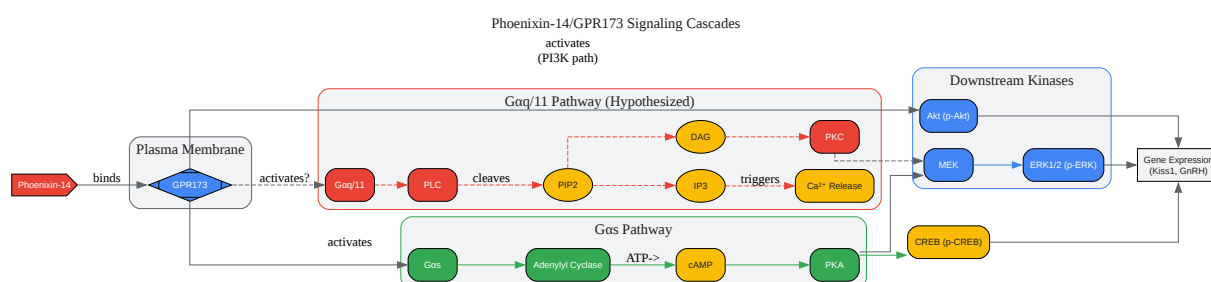 Phoenixin-14/GPR173 Signaling Cascades
activates
(PI3K path)
Downstream Kinases
Gαq/11 Pathway (Hypothesized)
Akt (p-Akt)
DAG
PKC
Plasma Membrane
MEK
ERK1/2 (p-ERK)
Gene Expression
(Kiss1, GnRH)
Phoenixin-14
binds
GPR173
activates?
Gαq/11
PLC
cleaves
PIP2
IP3
triggers
Ca²⁺ Release
Gαs Pathway
activates
CREB (p-CREB)
Gαs
Adenylyl Cyclase
ATP->
cAMP
PKA